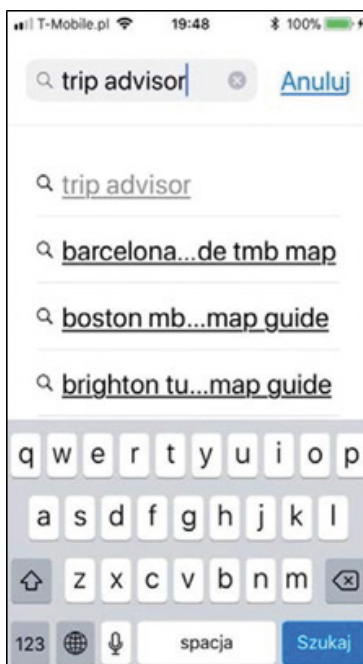 T-Mobile.pl 19:48 100%
trip advisor Anuluj
trip advisor
barcelona...de tmb map
boston mb...map guide
brighton tu...map guide
q w e r t y u i o p
a s d f g h j k l
z x c v b n m
123 spacja Szukaj